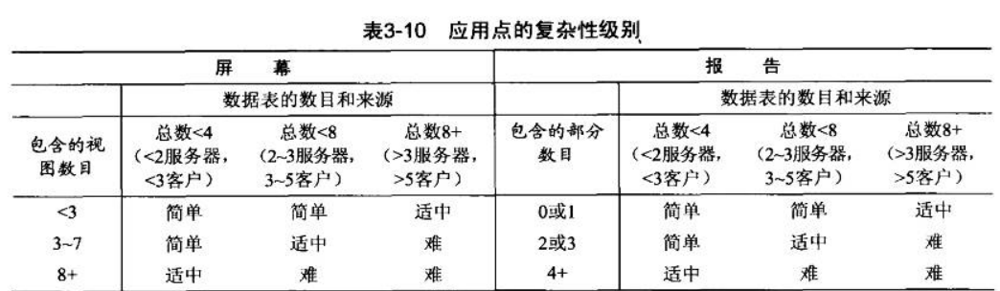 表3-10 应用点的复杂性级别
屏 幕 报 告
数据表的数目和来源 数据表的数目和来源
包含的视图数目 总数<4(<2服务器,<3客户) 总数<8(2~3服务器,3~5客户) 总数8+(>3服务器,>5客户) 包含的部分数目 总数<4(<2服务器,<3客户) 总数<8(2~3服务器,3~5客户) 总数8+(>3服务器,>5客户)
<3 简单 简单 适中 0或1 简单 简单 适中
3~7 简单 适中 难 2或3 简单 适中 难
8+ 适中 难 难 4+ 适中 难 难